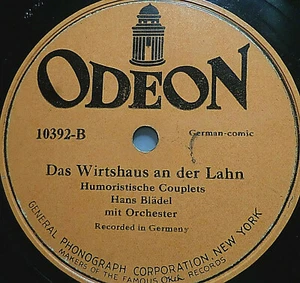 ODEON
10392-B
German-comic
Das Wirtshaus an der Lahn
Humoristische Couplets
Hans Blädel
mit Orchester
Recorded in Germany
GENERAL PHONOGRAPH CORPORATION, NEW YORK
MAKERS OF THE FAMOUS Okeh RECORDS